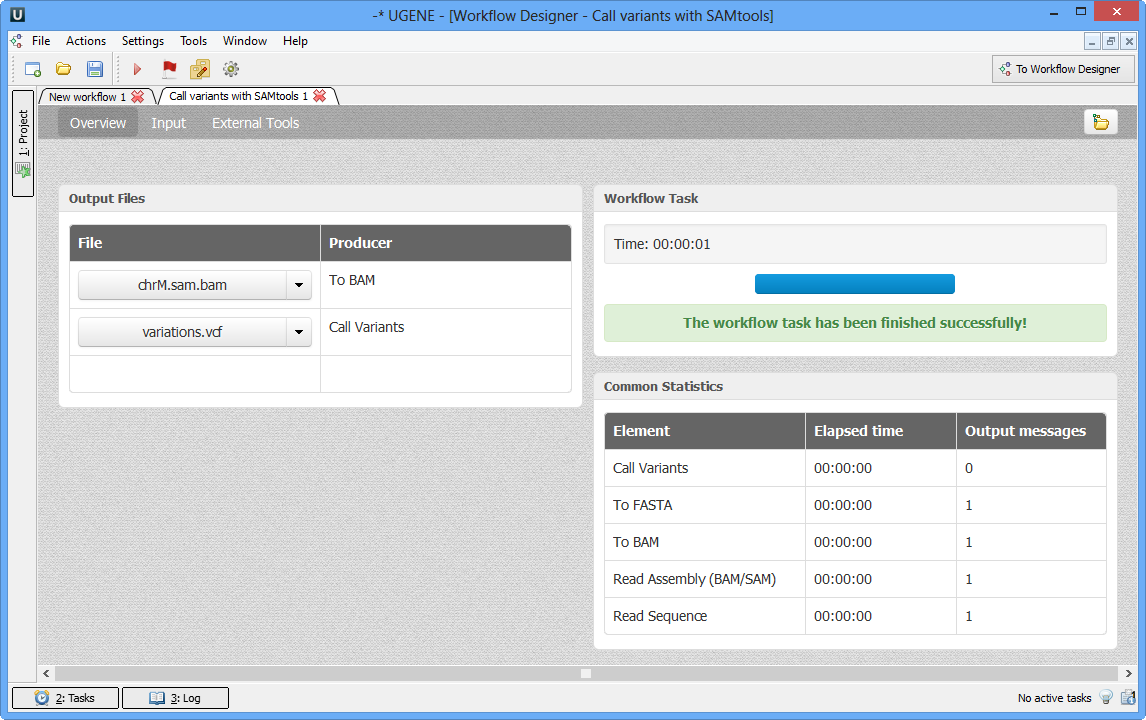 U
-* UGENE - [Workflow Designer - Call variants with SAMtools]
File Actions Settings Tools Window Help
To Workflow Designer
New workflow 1 Call variants with SAMtools 1
1: Project
Overview Input External Tools
Output Files
File Producer
chrM.sam.bam To BAM
variations.vcf Call Variants
Workflow Task
Time: 00:00:01
The workflow task has been finished successfully!
Common Statistics
Element Elapsed time Output messages
Call Variants 00:00:00 0
To FASTA 00:00:00 1
To BAM 00:00:00 1
Read Assembly (BAM/SAM) 00:00:00 1
Read Sequence 00:00:00 1
2: Tasks 3: Log No active tasks